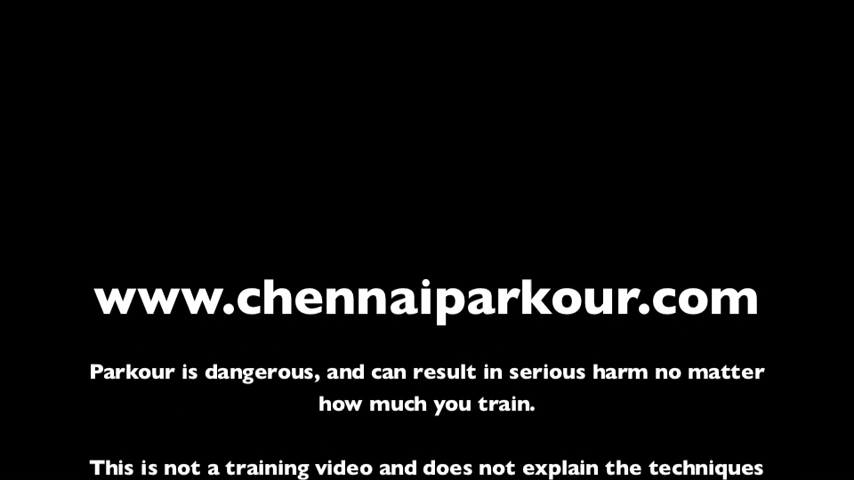 www.chennaiparkour.com
Parkour is dangerous, and can result in serious harm no matter
how much you train.
This is not a training video and does not explain the techniques